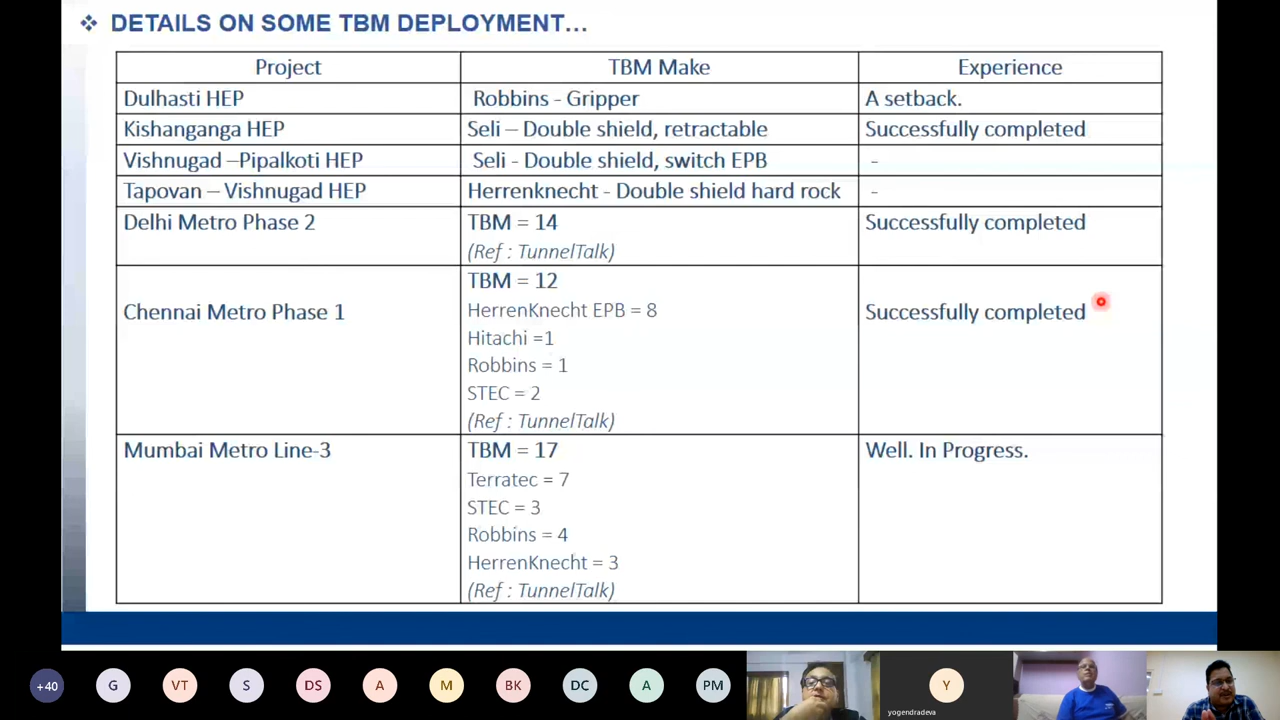 ❖ DETAILS ON SOME TBM DEPLOYMENT…
Project TBM Make Experience
Dulhasti HEP Robbins - Gripper A setback.
Kishanganga HEP Seli – Double shield, retractable Successfully completed
Vishnugad –Pipalkoti HEP Seli - Double shield, switch EPB -
Tapovan – Vishnugad HEP Herrenknecht - Double shield hard rock -
Delhi Metro Phase 2 TBM = 14 Successfully completed
(Ref : TunnelTalk)
TBM = 12
Chennai Metro Phase 1 HerrenKnecht EPB = 8 Successfully completed
Hitachi =1
Robbins = 1
STEC = 2
(Ref : TunnelTalk)
Mumbai Metro Line-3 TBM = 17 Well. In Progress.
Terratec = 7
STEC = 3
Robbins = 4
HerrenKnecht = 3
(Ref : TunnelTalk)
+40 G VT S DS A M BK DC A PM Y
yogendradeva